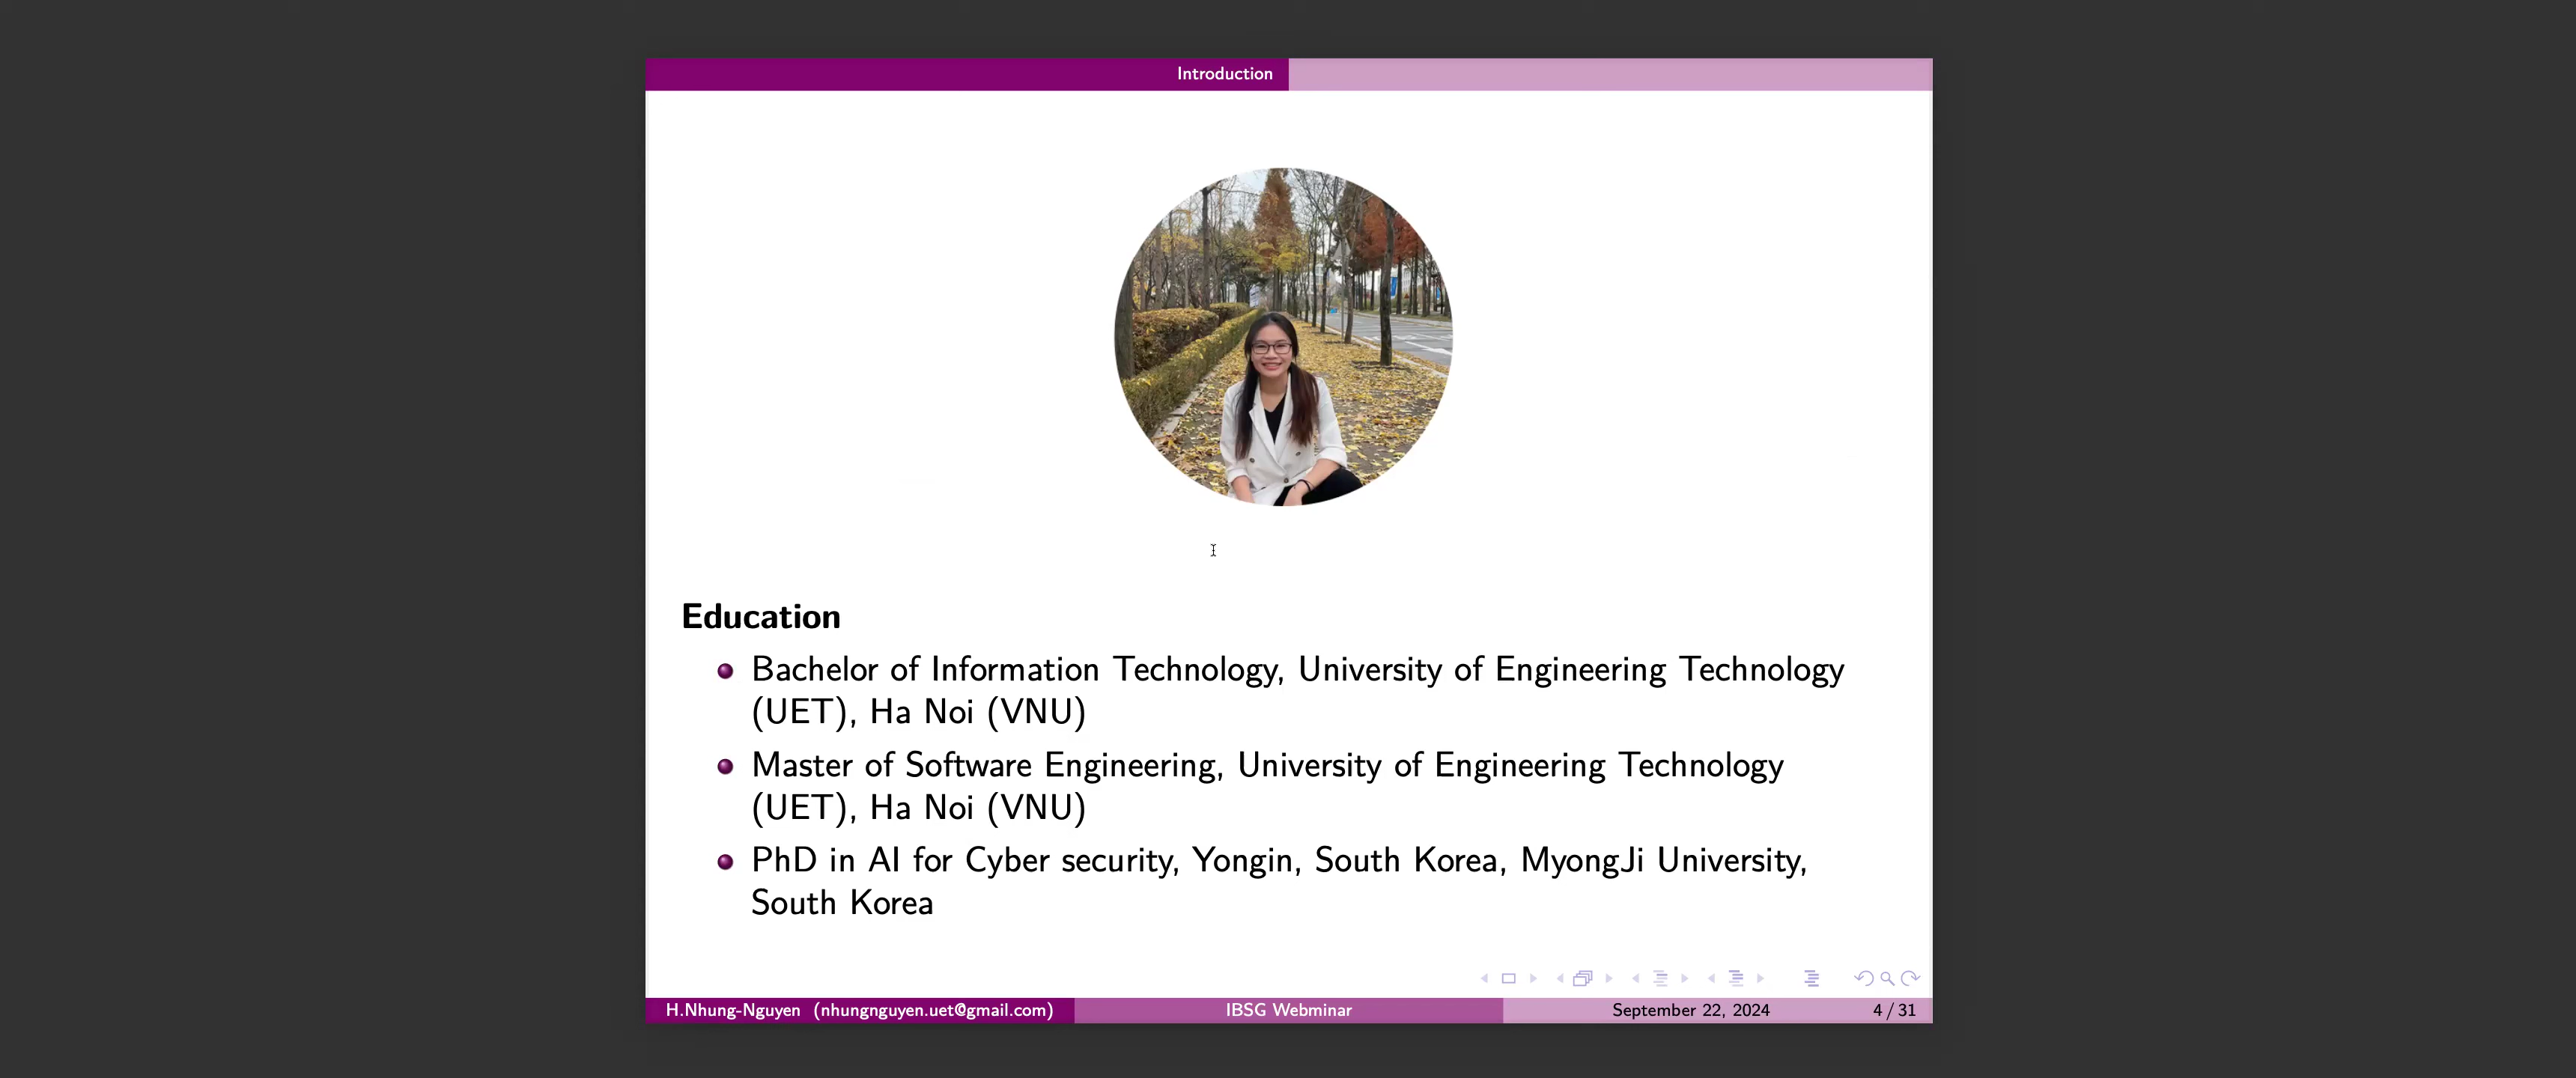 Introduction
Education
Bachelor of Information Technology, University of Engineering Technology
(UET), Ha Noi (VNU)
Master of Software Engineering, University of Engineering Technology
(UET), Ha Noi (VNU)
PhD in AI for Cyber security, Yongin, South Korea, MyongJi University,
South Korea
H.Nhung-Nguyen (nhungnguyen.uet@gmail.com) IBSG Webminar September 22, 2024 4 / 31